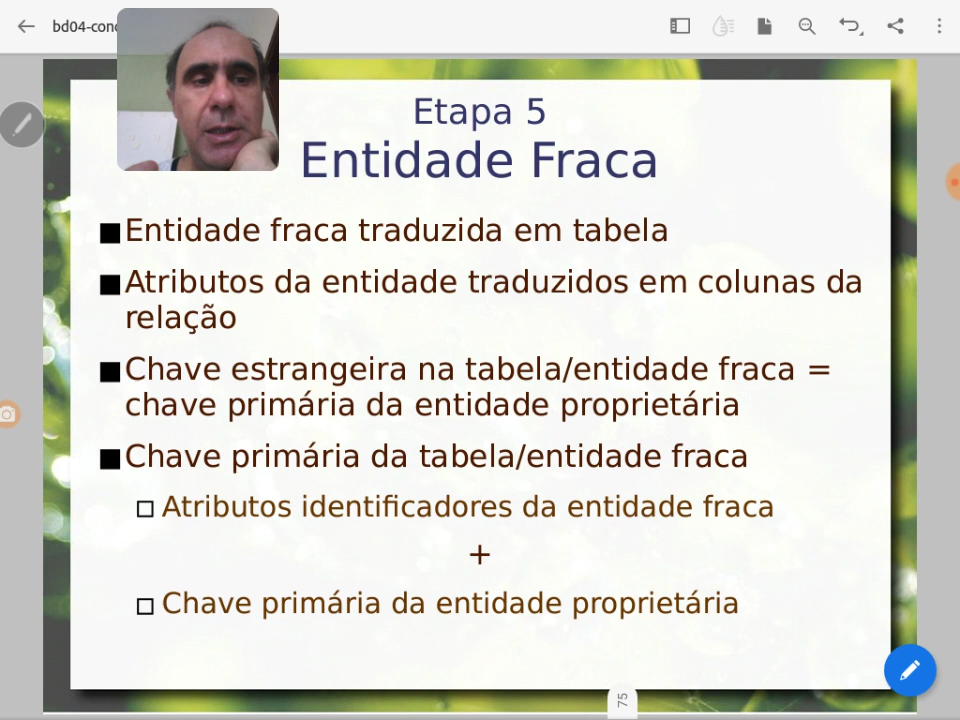 bd04-conc
Etapa 5
Entidade Fraca
Entidade fraca traduzida em tabela
Atributos da entidade traduzidos em colunas da
relação
Chave estrangeira na tabela/entidade fraca =
chave primária da entidade proprietária
Chave primária da tabela/entidade fraca
Atributos identificadores da entidade fraca
+
Chave primária da entidade proprietária
75